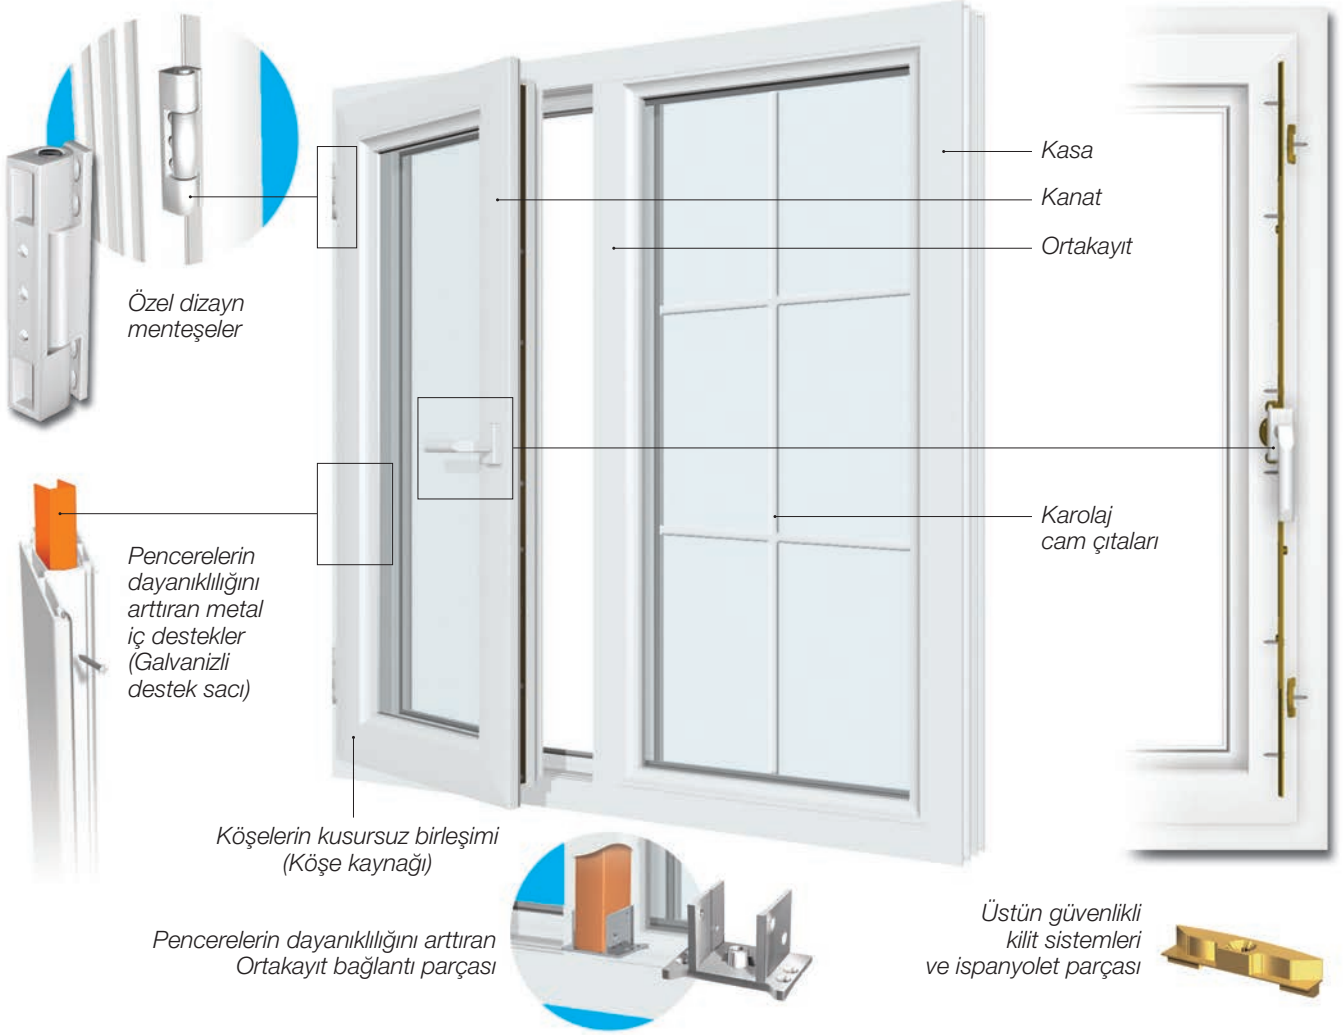 Kasa
Kanat
Ortakayıt
Özel dizayn
menteşeler
Karolaj
cam çıtaları
Pencerelerin
dayanıklılığını
arttıran metal
iç destekler
(Galvanizli
destek sacı)
Köşelerin kusursuz birleşimi
(Köşe kaynağı)
Pencerelerin dayanıklılığını arttıran
Ortakayıt bağlantı parçası
Üstün güvenlikli
kilit sistemleri
ve ispanyolet parçası